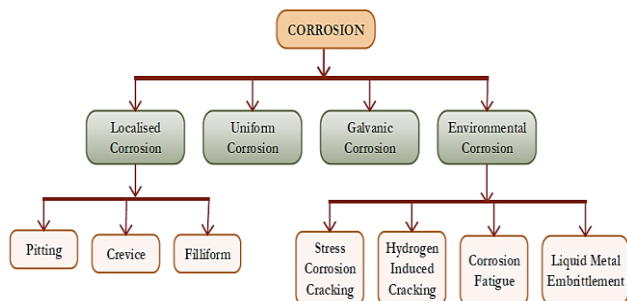 CORROSION
Localised
Corrosion
Uniform
Corrosion
Galvanic
Corrosion
Environmental
Corrosion
Pitting
Crevice
Filliform
Stress
Corrosion
Cracking
Hydrogen
Induced
Cracking
Corrosion
Fatigue
Liquid Metal
Embrittlement